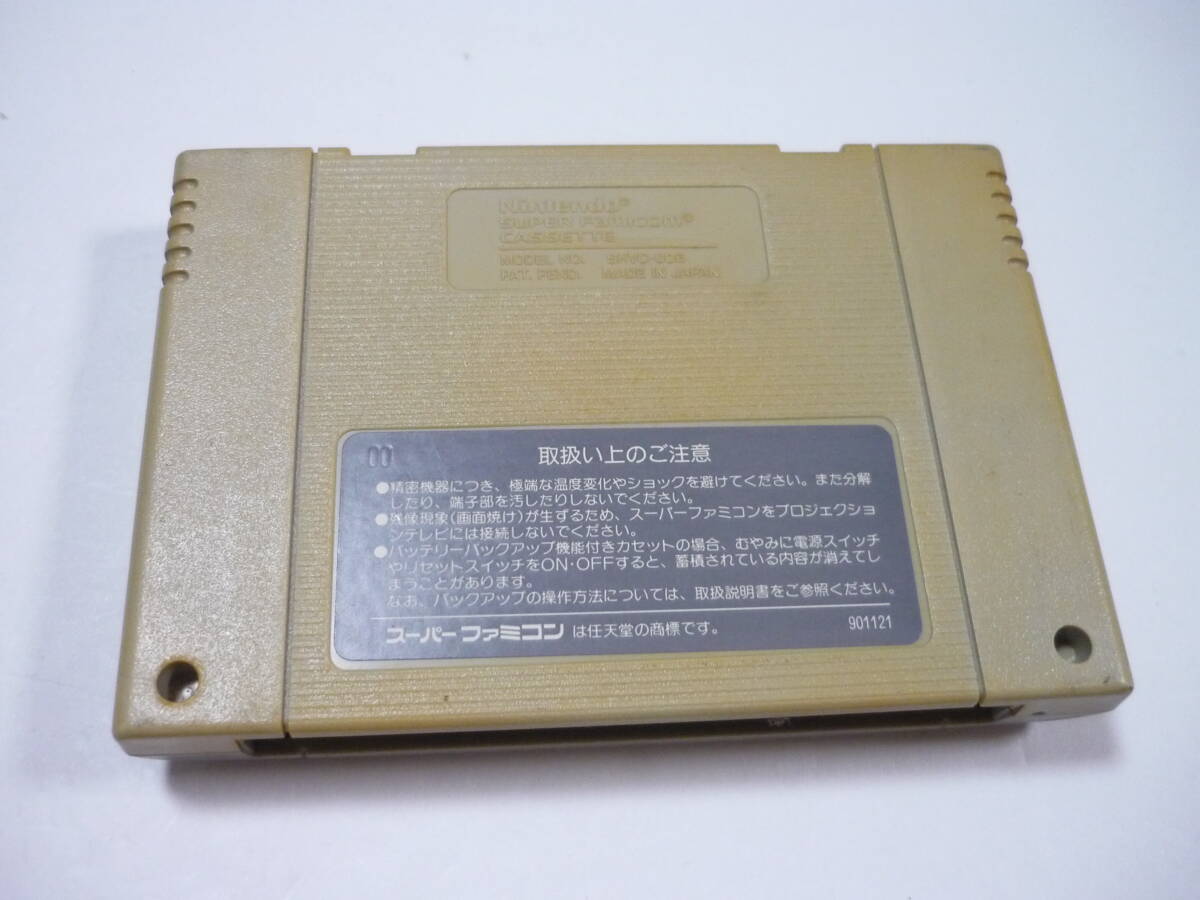 Nintendo®
SUPER FAMICOM®
CASSETTE
MODEL NO. SHVC-006
PAT. PEND. MADE IN JAPAN
00
取扱い上のご注意
●精密機器につき、極端な温度変化やショックを避けてください。また分解
したり、端子部を汚したりしないでください。
●残像現象(画面焼け)が生ずるため、スーパーファミコンをプロジェクショ
ンテレビには接続しないでください。
●バッテリーバックアップ機能付きカセットの場合、むやみに電源スイッチ
やリセットスイッチをON・OFFすると、蓄積されている内容が消えてし
まうことがあります。
なお、バックアップの操作方法については、取扱説明書をご参照ください。
スーパーファミコン は任天堂の商標です。 901121